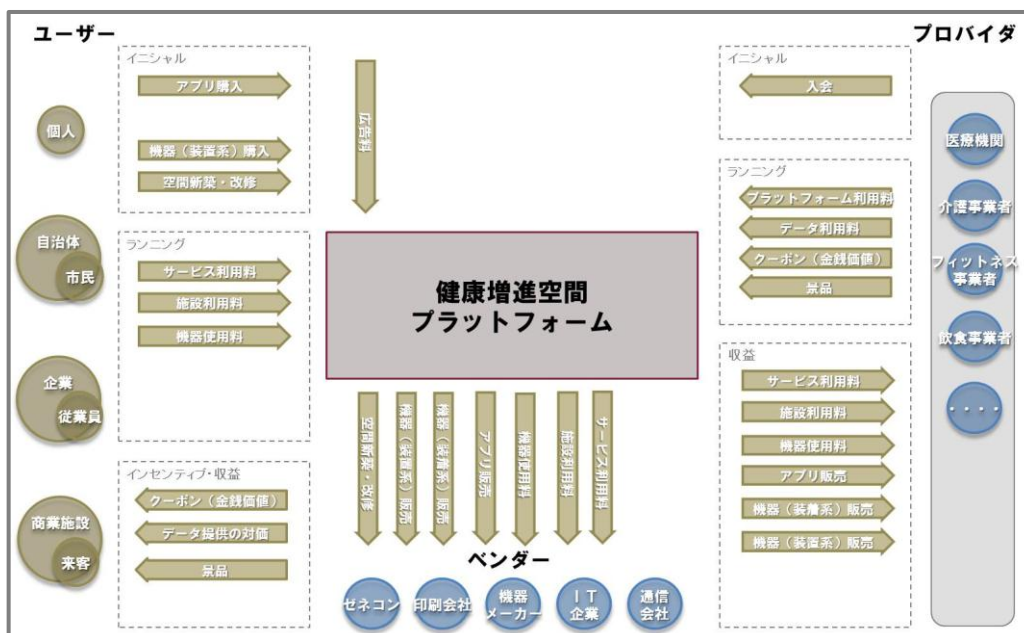 ユーザー
プロバイダ
イニシャル
アプリ購入
機器（装置系）購入
空間新築・改修
個人
自治体
市民
企業
従業員
商業施設
来客
ランニング
サービス利用料
施設利用料
機器使用料
インセンティブ・収益
クーポン（金銭価値）
データ提供の対価
景品
広告料
健康増進空間
プラットフォーム
空間新築・改修
機器（装置系）販売
機器（装着系）販売
アプリ販売
機器使用料
施設利用料
サービス利用料
ベンダー
ゼネコン
印刷会社
機器
メーカー
ＩＴ
企業
通信
会社
イニシャル
入会
ランニング
プラットフォーム利用料
データ利用料
クーポン（金銭価値）
景品
収益
サービス利用料
施設利用料
機器使用料
アプリ販売
機器（装着系）販売
機器（装置系）販売
医療機関
介護事業者
フィットネス
事業者
飲食事業者
・・・・